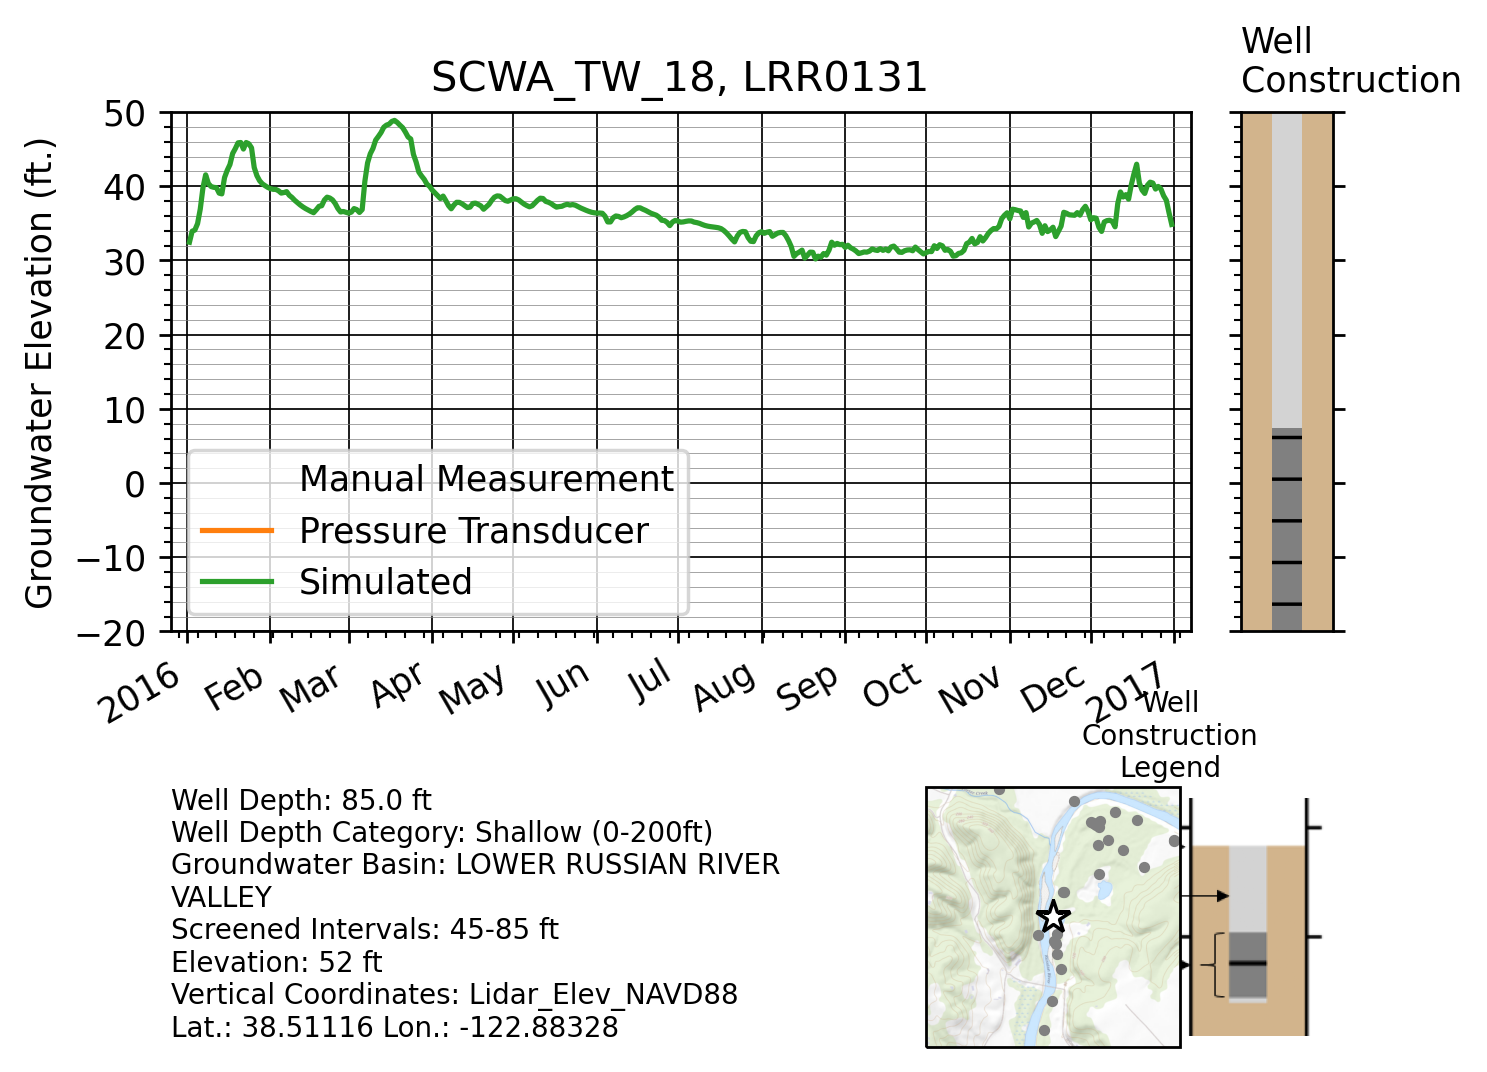 Well
Construction
SCWA_TW_18, LRR0131
Groundwater Elevation (ft.)
50
40
30
20
10
0
−10
−20
Manual Measurement
Pressure Transducer
Simulated
2016
Feb
Mar
Apr
May
Jun
Jul
Aug
Sep
Oct
Nov
Dec
2017
Well
Construction
Legend
Well Depth: 85.0 ft
Well Depth Category: Shallow (0-200ft)
Groundwater Basin: LOWER RUSSIAN RIVER
VALLEY
Screened Intervals: 45-85 ft
Elevation: 52 ft
Vertical Coordinates: Lidar_Elev_NAVD88
Lat.: 38.51116 Lon.: -122.88328